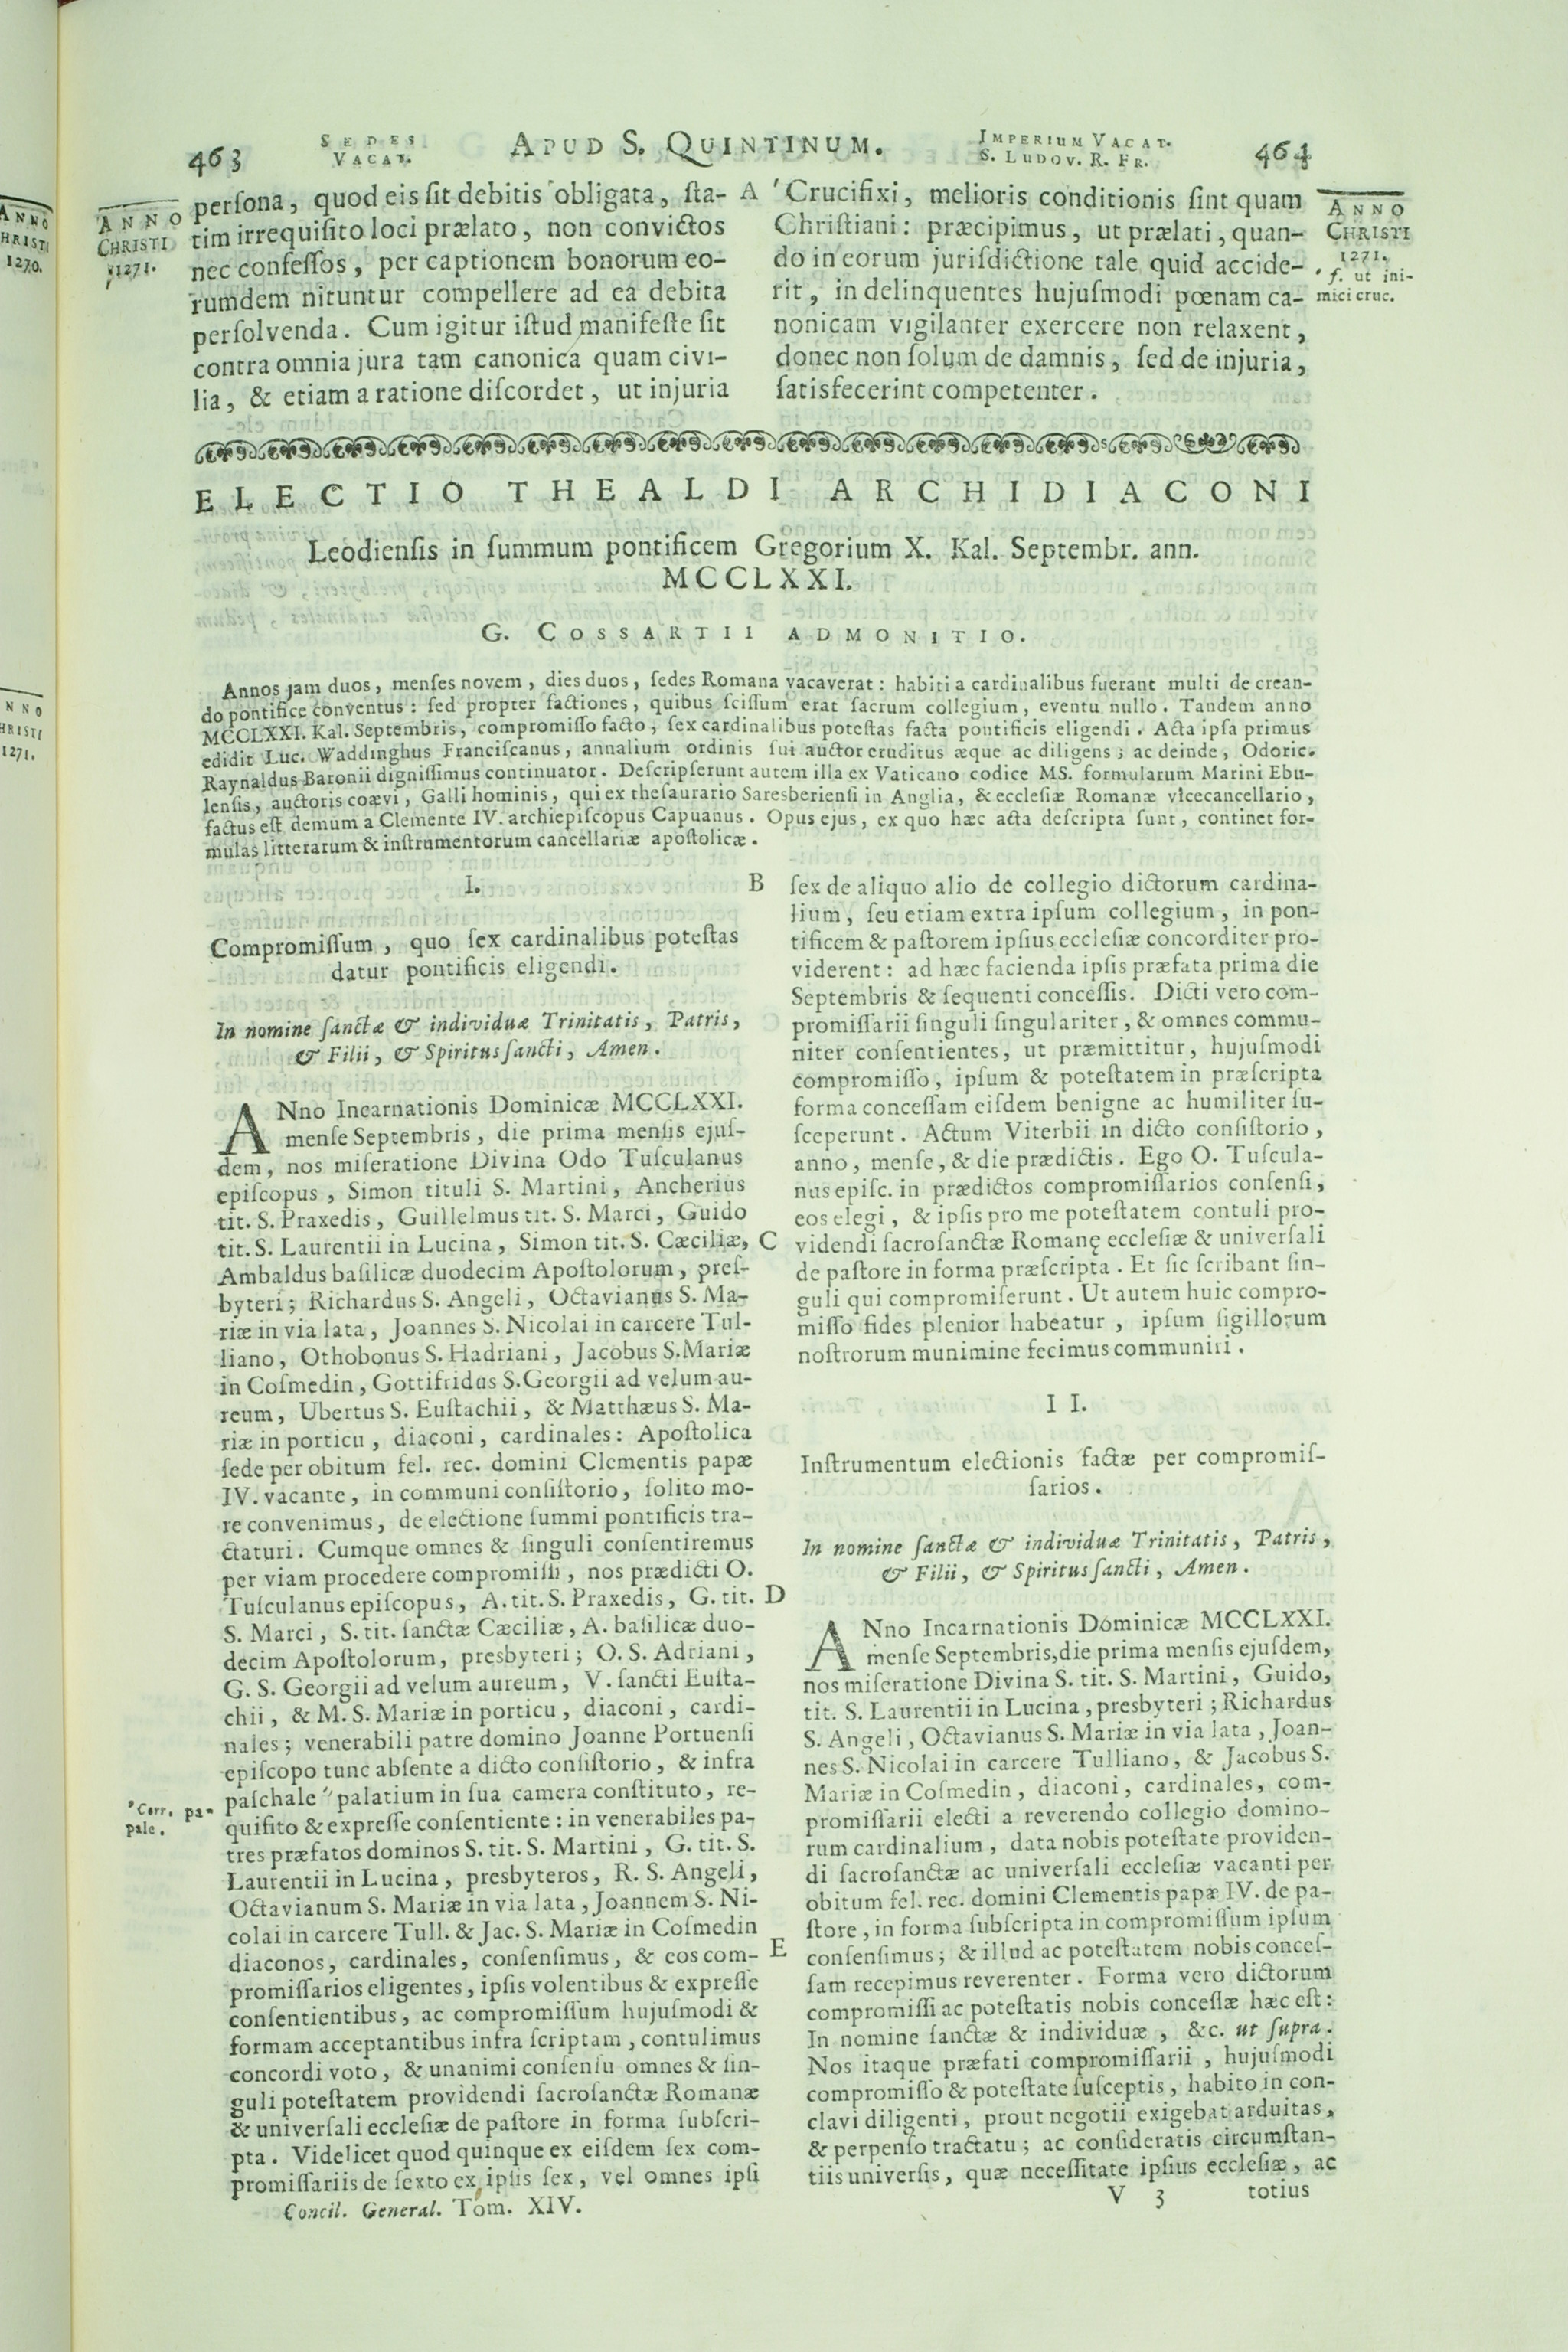 463
SEDES
VACAT.
APUD S. QUINTINUM.
IMPERIUM VACAT.
S. LUDOV. R. FR.
464
ANNO
CHRISTI
1270.
ANNO
CHRISTI
1271.
persona, quod eis sit debitis obligata, sta-
tim irrequisito loci prælato, non convictos
nec confessos, per captionem bonorum eo-
rumdem nituntur compellere ad ea debita
persolvenda. Cum igitur istud manifeste sit
contra omnia jura tam canonica quam civi-
lia, & etiam a ratione discordet, ut injuria
A
Crucifixi, melioris conditionis sint quam
Christiani: præcipimus, ut prælati, quan-
do in eorum jurisdictione tale quid accide-
rit, in delinquentes hujusmodi pœnam ca-
nonicam vigilanter exercere non relaxent,
donec non solum de damnis, sed de injuria,
satisfecerint competenter.
ANNO
CHRISTI
1271.
f. ut ini-
mici cruc.
ELECTIO THEALDI ARCHIDIACONI
Leodiensis in summum pontificem Gregorium X. Kal. Septembr. ann.
MCCLXXI.
G. COSSARTII ADMONITIO.
Annos jam duos, menses novem, dies duos, sedes Romana vacaverat: habiti a cardinalibus fuerant multi de crean-
do pontifice conventus: sed propter factiones, quibus scissum erat sacrum collegium, eventu nullo. Tandem anno
MCCLXXI. Kal. Septembris, compromisso facto, sex cardinalibus potestas facta pontificis eligendi. Acta ipsa primus
edidit Luc. Waddinghus Franciscanus, annalium ordinis sui auctor eruditus æque ac diligens; ac deinde, Odoric.
Raynaldus Baronii dignissimus continuator. Descripserunt autem illa ex Vaticano codice MS. formularum Marini Ebu-
lensis, auctoris coævi, Galli hominis, qui ex thesaurario Saresberiensi in Anglia, & ecclesiæ Romanæ vicecancellario,
factus est demum a Clemente IV. archiepiscopus Capuanus. Opus ejus, ex quo hæc acta descripta sunt, continet for-
mulas litterarum & instrumentorum cancellariæ apostolicæ.
I.
Compromissum, quo sex cardinalibus potestas
datur pontificis eligendi.
In nomine sanctæ & individuæ Trinitatis, Patris,
& Filii, & Spiritus sancti, Amen.
ANno Incarnationis Dominicæ MCCLXXI.
mense Septembris, die prima mensis ejus-
dem, nos miseratione Divina Odo Tusculanus
episcopus, Simon tituli S. Martini, Ancherius
tit. S. Praxedis, Guillelmus tit. S. Marci, Guido
tit. S. Laurentii in Lucina, Simon tit. S. Cæciliæ,
Ambaldus basilicæ duodecim Apostolorum, pres-
byteri; Richardus S. Angeli, Octavianus S. Ma-
riæ in via lata, Joannes S. Nicolai in carcere Tul-
liano, Othobonus S. Hadriani, Jacobus S. Mariæ
in Cosmedin, Gottifridus S. Georgii ad velum au-
reum, Ubertus S. Eustachii, & Matthæus S. Ma-
riæ in porticu, diaconi, cardinales: Apostolica
sede per obitum fel. rec. domini Clementis papæ
IV. vacante, in communi consistorio, solito mo-
re convenimus, de electione summi pontificis tra-
ctaturi. Cumque omnes & singuli consentiremus
per viam procedere compromissi, nos prædicti O.
Tusculanus episcopus, A. tit. S. Praxedis, G. tit.
S. Marci, S. tit. sanctæ Cæciliæ, A. basilicæ duo-
decim Apostolorum, presbyteri; O. S. Adriani,
G. S. Georgii ad velum aureum, V. sancti Eusta-
chii, & M. S. Mariæ in porticu, diaconi, cardi-
nales; venerabili patre domino Joanne Portuensi
episcopo tunc absente a dicto consistorio, & infra
paschale palatium in sua camera constituto, re-
quisito & expresse consentiente: in venerabiles pa-
tres præfatos dominos S. tit. S. Martini, G. tit. S.
Laurentii in Lucina, presbyteros, R. S. Angeli,
Octavianum S. Mariæ in via lata, Joannem S. Ni-
colai in carcere Tull. & Jac. S. Mariæ in Cosmedin
diaconos, cardinales, consensimus, & eos com-
promissarios eligentes, ipsis volentibus & expresse
consentientibus, ac compromissum hujusmodi &
formam acceptantibus infra scriptam, contulimus
concordi voto, & unanimi consensu omnes & sin-
guli potestatem providendi sacrosanctæ Romanæ
& universali ecclesiæ de pastore in forma subscri-
pta. Videlicet quod quinque ex eisdem sex com-
promissariis de sexto ex ipsis sex, vel omnes ipsi
Corr. pa-
pale.
Concil. General. Tom. XIV.
B
C
D
E
sex de aliquo alio de collegio dictorum cardina-
lium, seu etiam extra ipsum collegium, in pon-
tificem & pastorem ipsius ecclesiæ concorditer pro-
viderent: ad hæc facienda ipsis præfata prima die
Septembris & sequenti concessis. Dicti vero com-
promissarii singuli singulariter, & omnes commu-
niter consentientes, ut præmittitur, hujusmodi
compromisso, ipsum & potestatem in præscripta
forma concessam eisdem benigne ac humiliter su-
sceperunt. Actum Viterbii in dicto consistorio,
anno, mense, & die prædictis. Ego O. Tuscula-
nus episc. in prædictos compromissarios consensi,
eos elegi, & ipsis pro me potestatem contuli pro-
videndi sacrosanctæ Romanę ecclesiæ & universali
de pastore in forma præscripta. Et sic scribant sin-
guli qui compromiserunt. Ut autem huic compro-
misso fides plenior habeatur, ipsum sigillorum
nostrorum munimine fecimus communiri.
II.
Instrumentum electionis factæ per compromis-
sarios.
In nomine sanctæ & individuæ Trinitatis, Patris,
& Filii, & Spiritus sancti, Amen.
ANno Incarnationis Dominicæ MCCLXXI.
mense Septembris, die prima mensis ejusdem,
nos miseratione Divina S. tit. S. Martini, Guido,
tit. S. Laurentii in Lucina, presbyteri; Richardus
S. Angeli, Octavianus S. Mariæ in via lata, Joan-
nes S. Nicolai in carcere Tulliano, & Jacobus S.
Mariæ in Cosmedin, diaconi, cardinales, com-
promissarii electi a reverendo collegio domino-
rum cardinalium, data nobis potestate providen-
di sacrosanctæ ac universali ecclesiæ vacanti per
obitum fel. rec. domini Clementis papæ IV. de pa-
store, in forma subscripta in compromissum ipsum
consensimus; & illud ac potestatem nobis conces-
sam recepimus reverenter. Forma vero dictorum
compromissi ac potestatis nobis concessæ hæc est:
In nomine sanctæ & individuæ, &c. ut supra.
Nos itaque præfati compromissarii, hujusmodi
compromisso & potestate susceptis, habito in con-
clavi diligenti, prout negotii exigebat arduitas,
& perpenso tractatu; ac consideratis circumstan-
tiis universis, quæ necessitate ipsius ecclesiæ, ac
V 3
totius